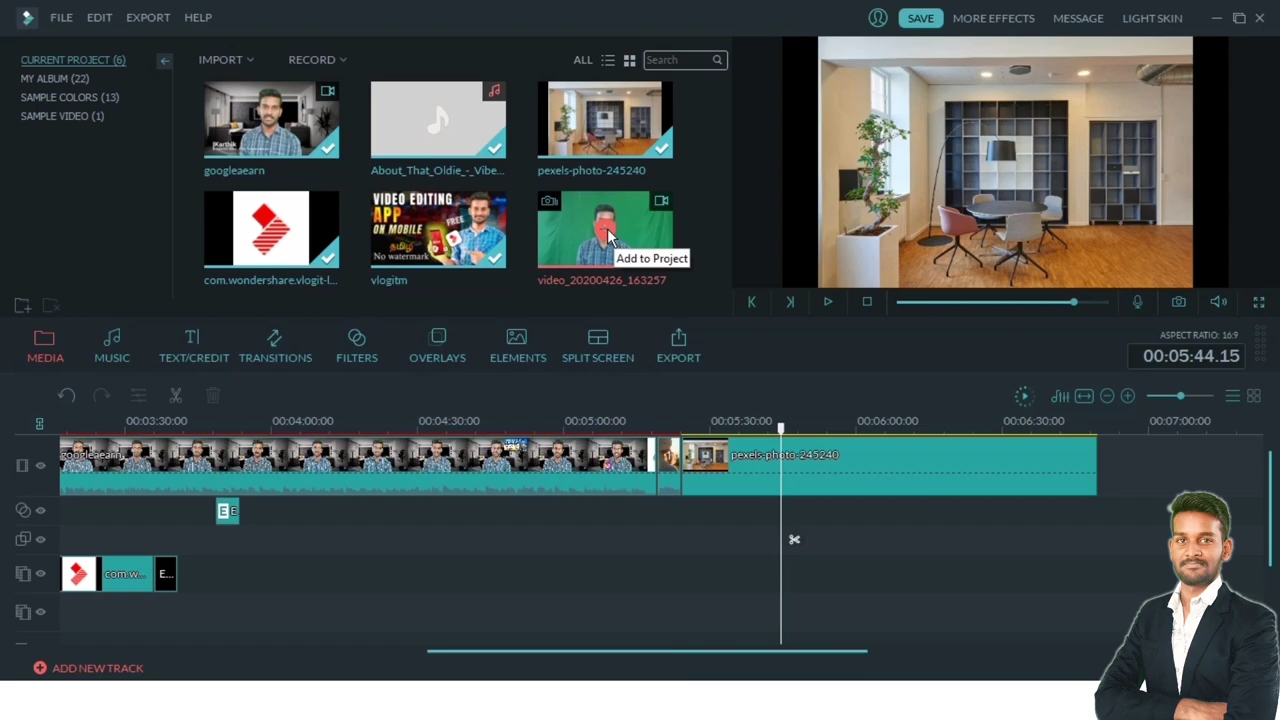 FILE EDIT EXPORT HELP
SAVE MORE EFFECTS MESSAGE LIGHT SKIN
CURRENT PROJECT (6)
MY ALBUM (22)
SAMPLE COLORS (13)
SAMPLE VIDEO (1)
IMPORT RECORD ALL Search
Karthik
googleaearn
About_That_Oldie_-_Vibe...
pexels-photo-245240
VIDEO EDITING
APP
ON MOBILE
FREE
தமிழ்
No watermark
Add to Project
com.wondershare.vlogit-l...
vlogitm
video_20200426_163257
MEDIA MUSIC TEXT/CREDIT TRANSITIONS FILTERS OVERLAYS ELEMENTS SPLIT SCREEN EXPORT
ASPECT RATIO: 16:9
00:05:44.15
00:03:30:00 00:04:00:00 00:04:30:00 00:05:00:00 00:05:30:00 00:06:00:00 00:06:30:00 00:07:00:00
googleaearn
pexels-photo-245240
E E
com.w... E...
ADD NEW TRACK